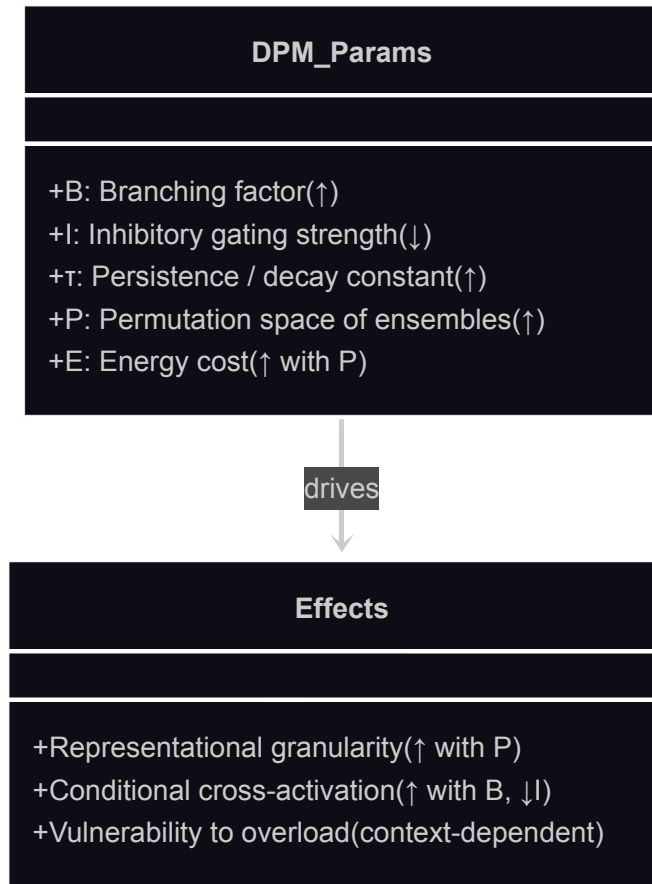 DPM_Params
+B: Branching factor(↑)
+I: Inhibitory gating strength(↓)
+τ: Persistence / decay constant(↑)
+P: Permutation space of ensembles(↑)
+E: Energy cost(↑ with P)
drives
Effects
+Representational granularity(↑ with P)
+Conditional cross-activation(↑ with B, ↓I)
+Vulnerability to overload(context-dependent)